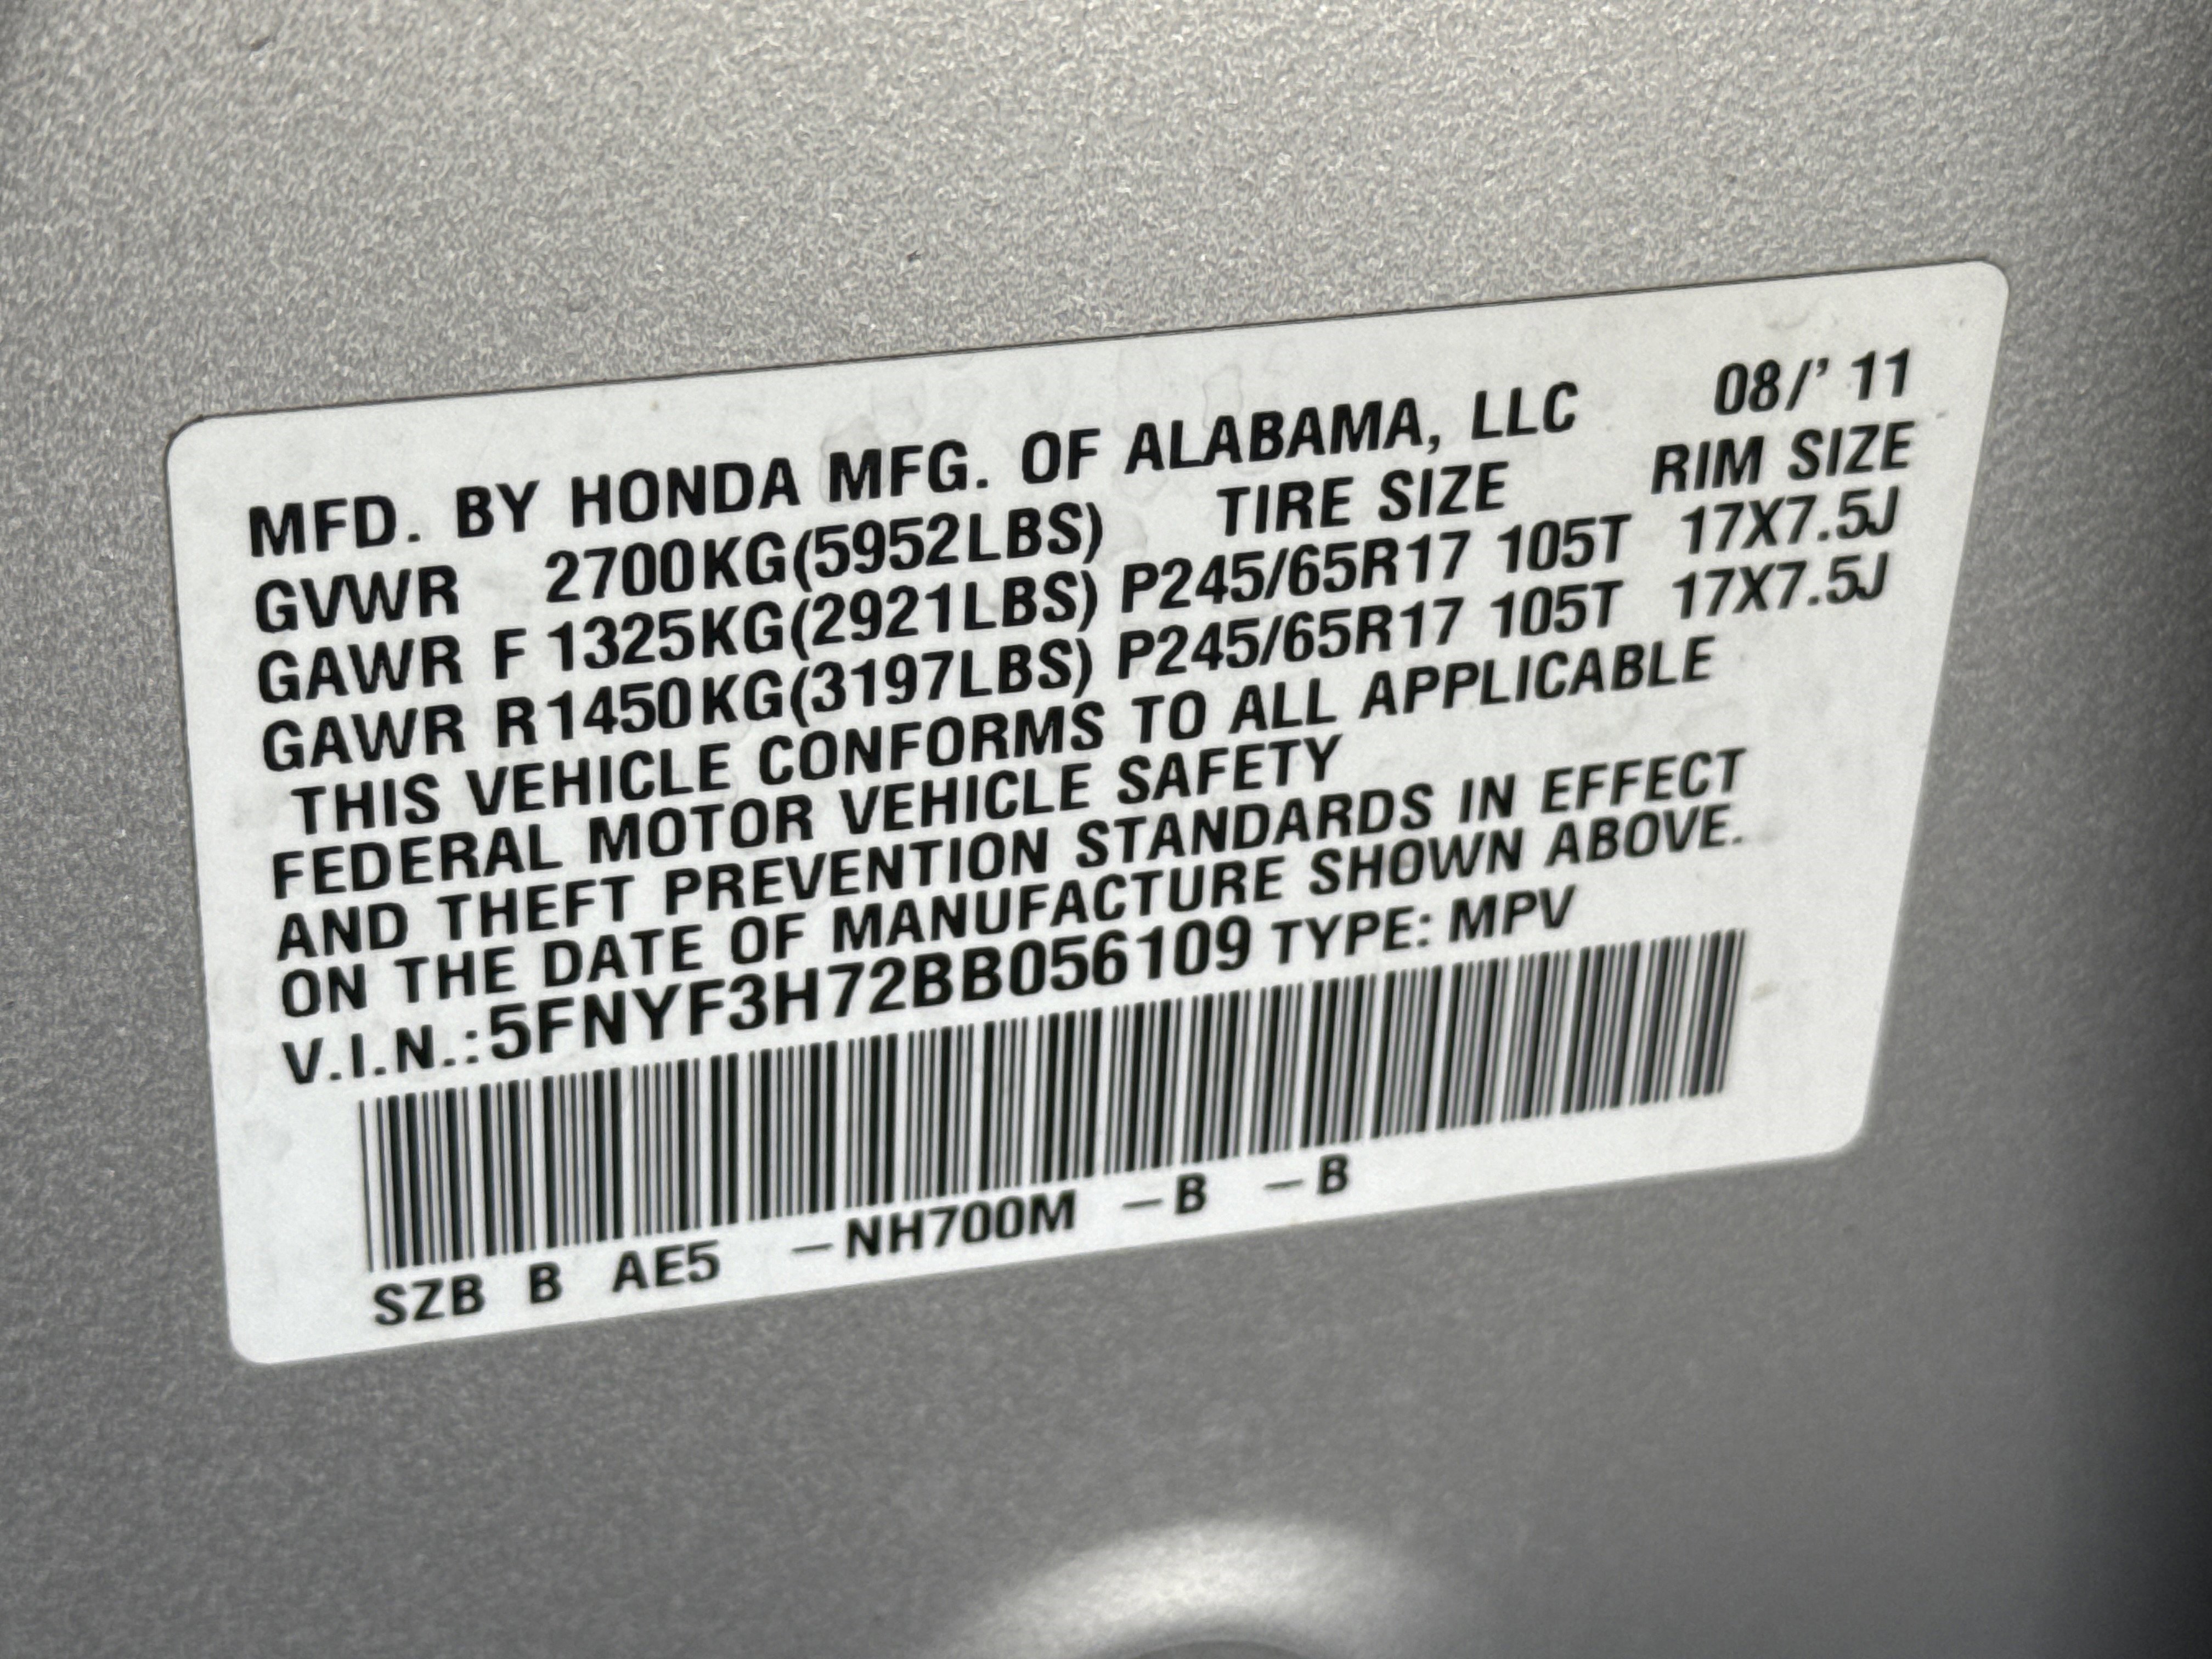 MFD. BY HONDA MFG. OF ALABAMA, LLC 08/' 11
GVWR 2700KG(5952LBS) TIRE SIZE RIM SIZE
GAWR F 1325KG(2921LBS) P245/65R17 105T 17X7.5J
GAWR R1450KG(3197LBS) P245/65R17 105T 17X7.5J
THIS VEHICLE CONFORMS TO ALL APPLICABLE
FEDERAL MOTOR VEHICLE SAFETY
AND THEFT PREVENTION STANDARDS IN EFFECT
ON THE DATE OF MANUFACTURE SHOWN ABOVE.
V.I.N.:5FNYF3H72BB056109 TYPE: MPV
SZB B AE5 –NH700M –B –B